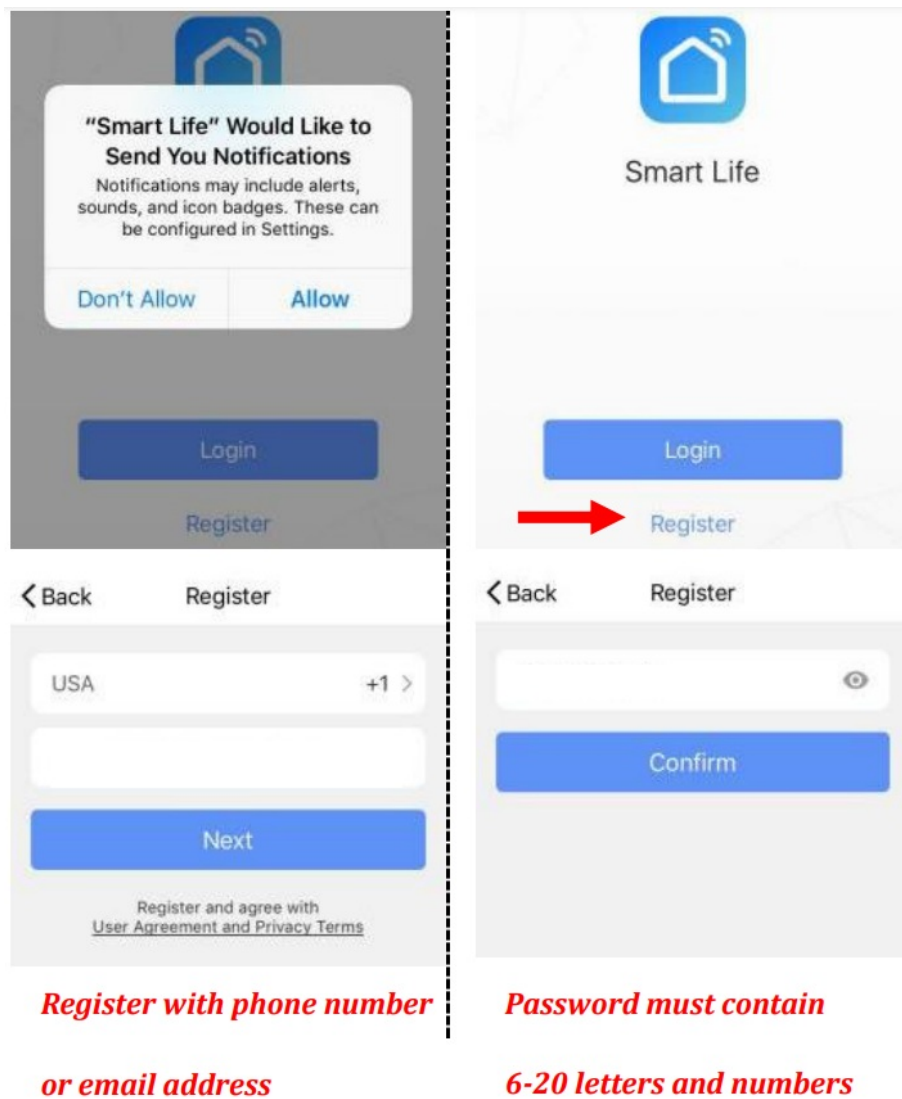 “Smart Life” Would Like to
Send You Notifications
Notifications may include alerts,
sounds, and icon badges. These can
be configured in Settings.
Don’t Allow
Allow
Login
Register
Smart Life
Login
Register
Back
Register
USA
+1
Next
Register and agree with
User Agreement and Privacy Terms
Register with phone number
or email address
Back
Register
Confirm
Password must contain
6-20 letters and numbers